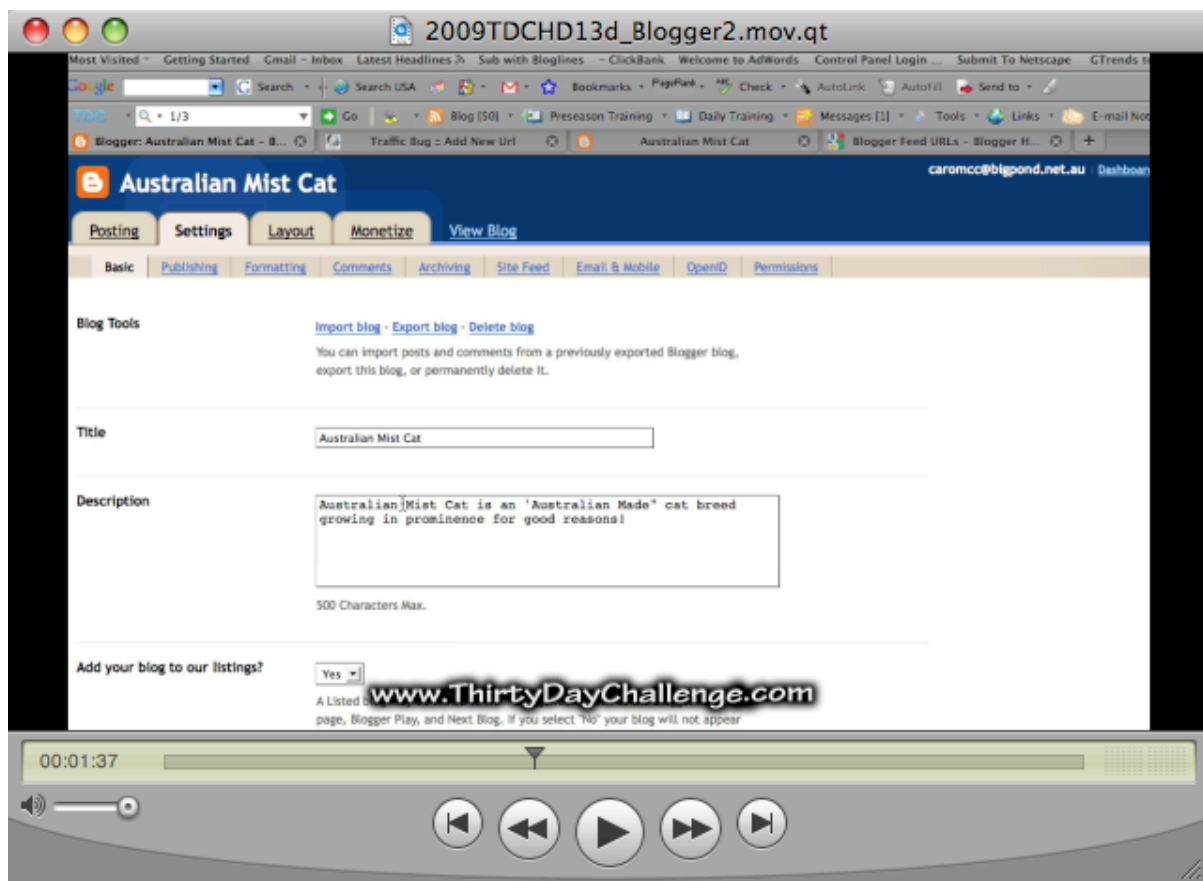 2009TDCHD13d_Blogger2.mov.qt
Most Visited Getting Started Gmail - Inbox Latest Headlines Sub with Bloglines - ClickBank Welcome to AdWords Control Panel Login ... Submit To Netscape GTrends
Google Search Search USA Bookmarks PageRank Check AutoLink AutoFill Send to
TDC 1/3 Go Blog [50] Preseason Training Daily Training Messages [1] Tools Links E-mail Not
Blogger: Australian Mist Cat - B... Traffic Bug :: Add New Url Australian Mist Cat Blogger Feed URLs - Blogger H... +
Australian Mist Cat
caromcc@bigpond.net.au Dashboar
Posting Settings Layout Monetize View Blog
Basic Publishing Formatting Comments Archiving Site Feed Email & Mobile OpenID Permissions
Blog Tools
Import blog - Export blog - Delete blog
You can import posts and comments from a previously exported Blogger blog,
export this blog, or permanently delete it.
Title
Australian Mist Cat
Description
Australian Mist Cat is an 'Australian Made" cat breed
growing in prominence for good reasons!
500 Characters Max.
Add your blog to our listings?
Yes
A Listed
www.ThirtyDayChallenge.com
page, Blogger Play, and Next Blog. If you select "No" your blog will not appear
00:01:37